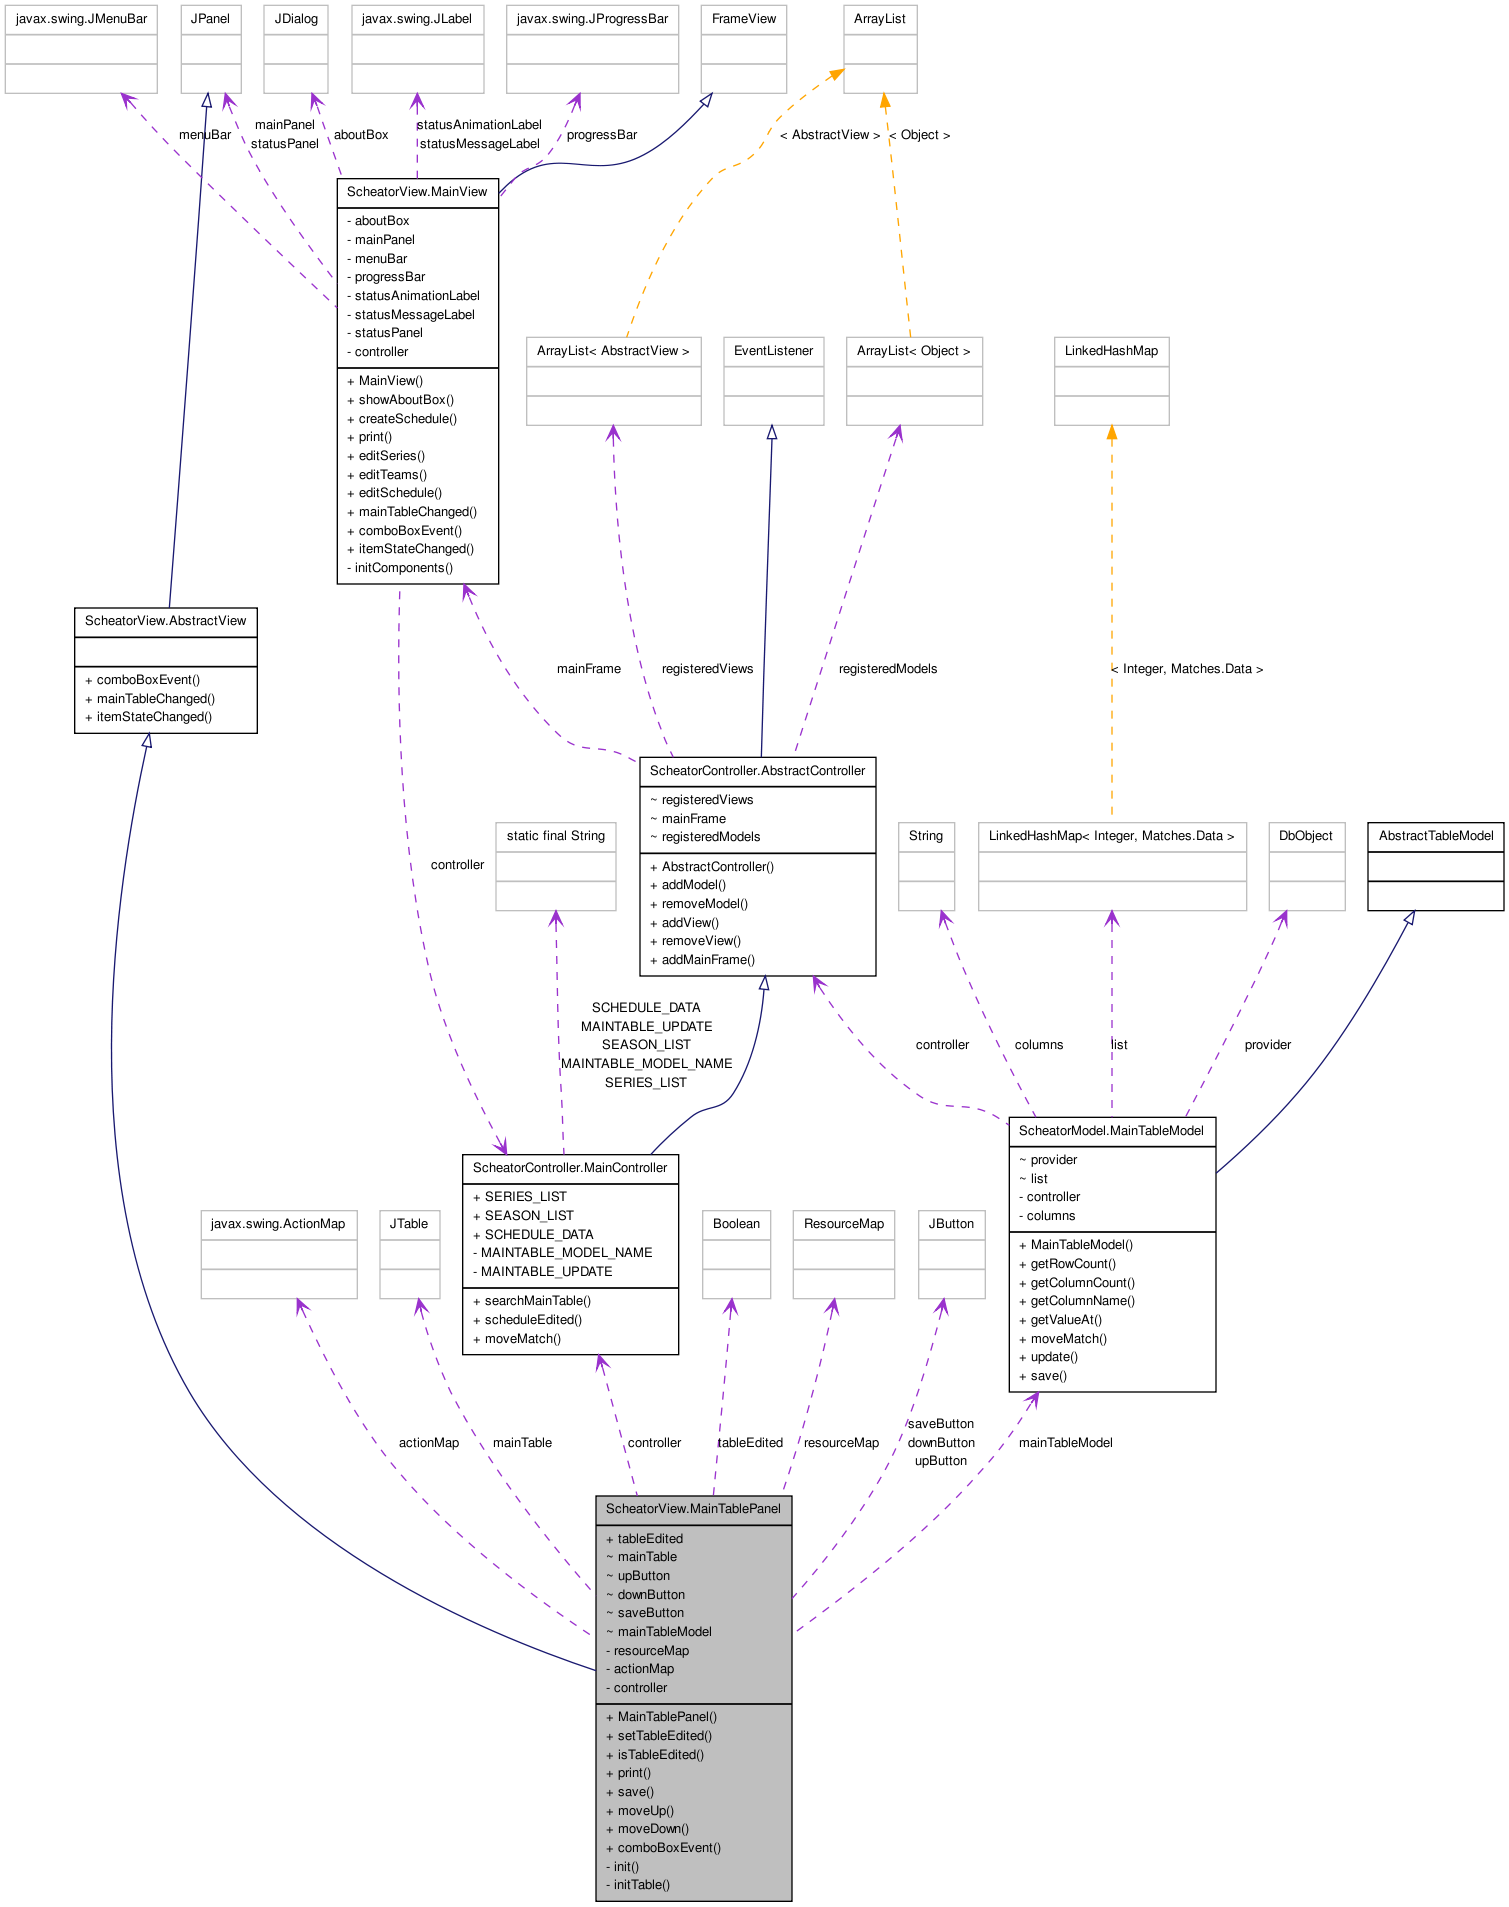 javax.swing.JMenuBar
JPanel
JDialog
javax.swing.JLabel
javax.swing.JProgressBar
FrameView
ArrayList
menuBar
mainPanel
statusPanel
aboutBox
statusAnimationLabel
statusMessageLabel
progressBar
< AbstractView >
< Object >
ScheatorView.MainView
- aboutBox
- mainPanel
- menuBar
- progressBar
- statusAnimationLabel
- statusMessageLabel
- statusPanel
- controller
+ MainView()
+ showAboutBox()
+ createSchedule()
+ print()
+ editSeries()
+ editTeams()
+ editSchedule()
+ mainTableChanged()
+ comboBoxEvent()
+ itemStateChanged()
- initComponents()
ArrayList< AbstractView >
EventListener
ArrayList< Object >
LinkedHashMap
ScheatorView.AbstractView
+ comboBoxEvent()
+ mainTableChanged()
+ itemStateChanged()
mainFrame
registeredViews
registeredModels
< Integer, Matches.Data >
ScheatorController.AbstractController
~ registeredViews
~ mainFrame
~ registeredModels
+ AbstractController()
+ addModel()
+ removeModel()
+ addView()
+ removeView()
+ addMainFrame()
controller
static final String
String
LinkedHashMap< Integer, Matches.Data >
DbObject
AbstractTableModel
SCHEDULE_DATA
MAINTABLE_UPDATE
SEASON_LIST
MAINTABLE_MODEL_NAME
SERIES_LIST
controller
columns
list
provider
ScheatorModel.MainTableModel
~ provider
~ list
- controller
- columns
+ MainTableModel()
+ getRowCount()
+ getColumnCount()
+ getColumnName()
+ getValueAt()
+ moveMatch()
+ update()
+ save()
ScheatorController.MainController
+ SERIES_LIST
+ SEASON_LIST
+ SCHEDULE_DATA
- MAINTABLE_MODEL_NAME
- MAINTABLE_UPDATE
+ searchMainTable()
+ scheduleEdited()
+ moveMatch()
javax.swing.ActionMap
JTable
Boolean
ResourceMap
JButton
actionMap
mainTable
controller
tableEdited
resourceMap
saveButton
downButton
upButton
mainTableModel
ScheatorView.MainTablePanel
+ tableEdited
~ mainTable
~ upButton
~ downButton
~ saveButton
~ mainTableModel
- resourceMap
- actionMap
- controller
+ MainTablePanel()
+ setTableEdited()
+ isTableEdited()
+ print()
+ save()
+ moveUp()
+ moveDown()
+ comboBoxEvent()
- init()
- initTable()